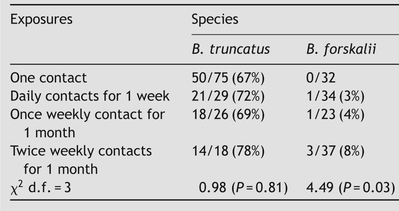 Exposures Species
B. truncatus B. forskalii
One contact 50/75 (67%) 0/32
Daily contacts for 1 week 21/29 (72%) 1/34 (3%)
Once weekly contact for 18/26 (69%) 1/23 (4%)
1 month
Twice weekly contacts 14/18 (78%) 3/37 (8%)
for 1 month
χ² d.f. = 3 0.98 (P = 0.81) 4.49 (P = 0.03)